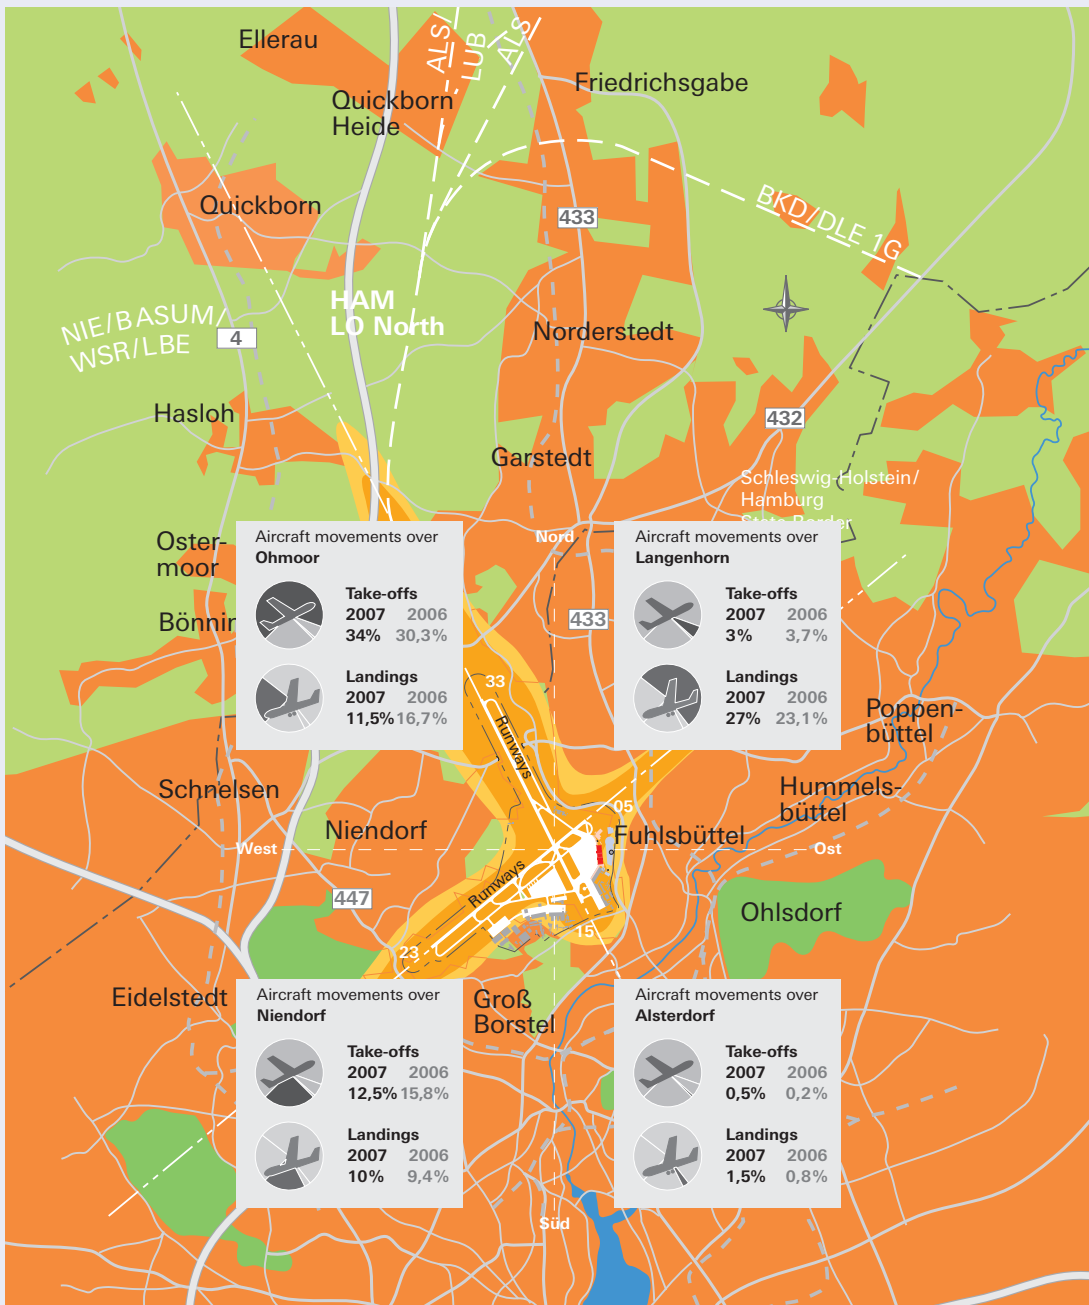 Ellerau
ALS/
LUB
ALS
Friedrichsgabe
Quickborn
Heide
Quickborn
433
BKD/DLE 1G
HAM
LO North
NIE/BASUM/
WSR/LBE
4
Norderstedt
Hasloh
432
Garstedt
Schleswig-Holstein/
Hamburg
State Border
Oster-
moor
Bönnin
Nord
433
Aircraft movements over
Ohmoor
Take-offs
2007 2006
34% 30,3%
Landings
2007 2006
11,5% 16,7%
Aircraft movements over
Langenhorn
Take-offs
2007 2006
3% 3,7%
Landings
2007 2006
27% 23,1%
33
Runways
Poppen-
büttel
Schnelsen
Hummels-
büttel
05
Niendorf
Fuhlsbüttel
West
Ost
Runways
447
Ohlsdorf
15
23
Eidelstedt
Groß
Borstel
Aircraft movements over
Niendorf
Take-offs
2007 2006
12,5% 15,8%
Landings
2007 2006
10% 9,4%
Aircraft movements over
Alsterdorf
Take-offs
2007 2006
0,5% 0,2%
Landings
2007 2006
1,5% 0,8%
Süd